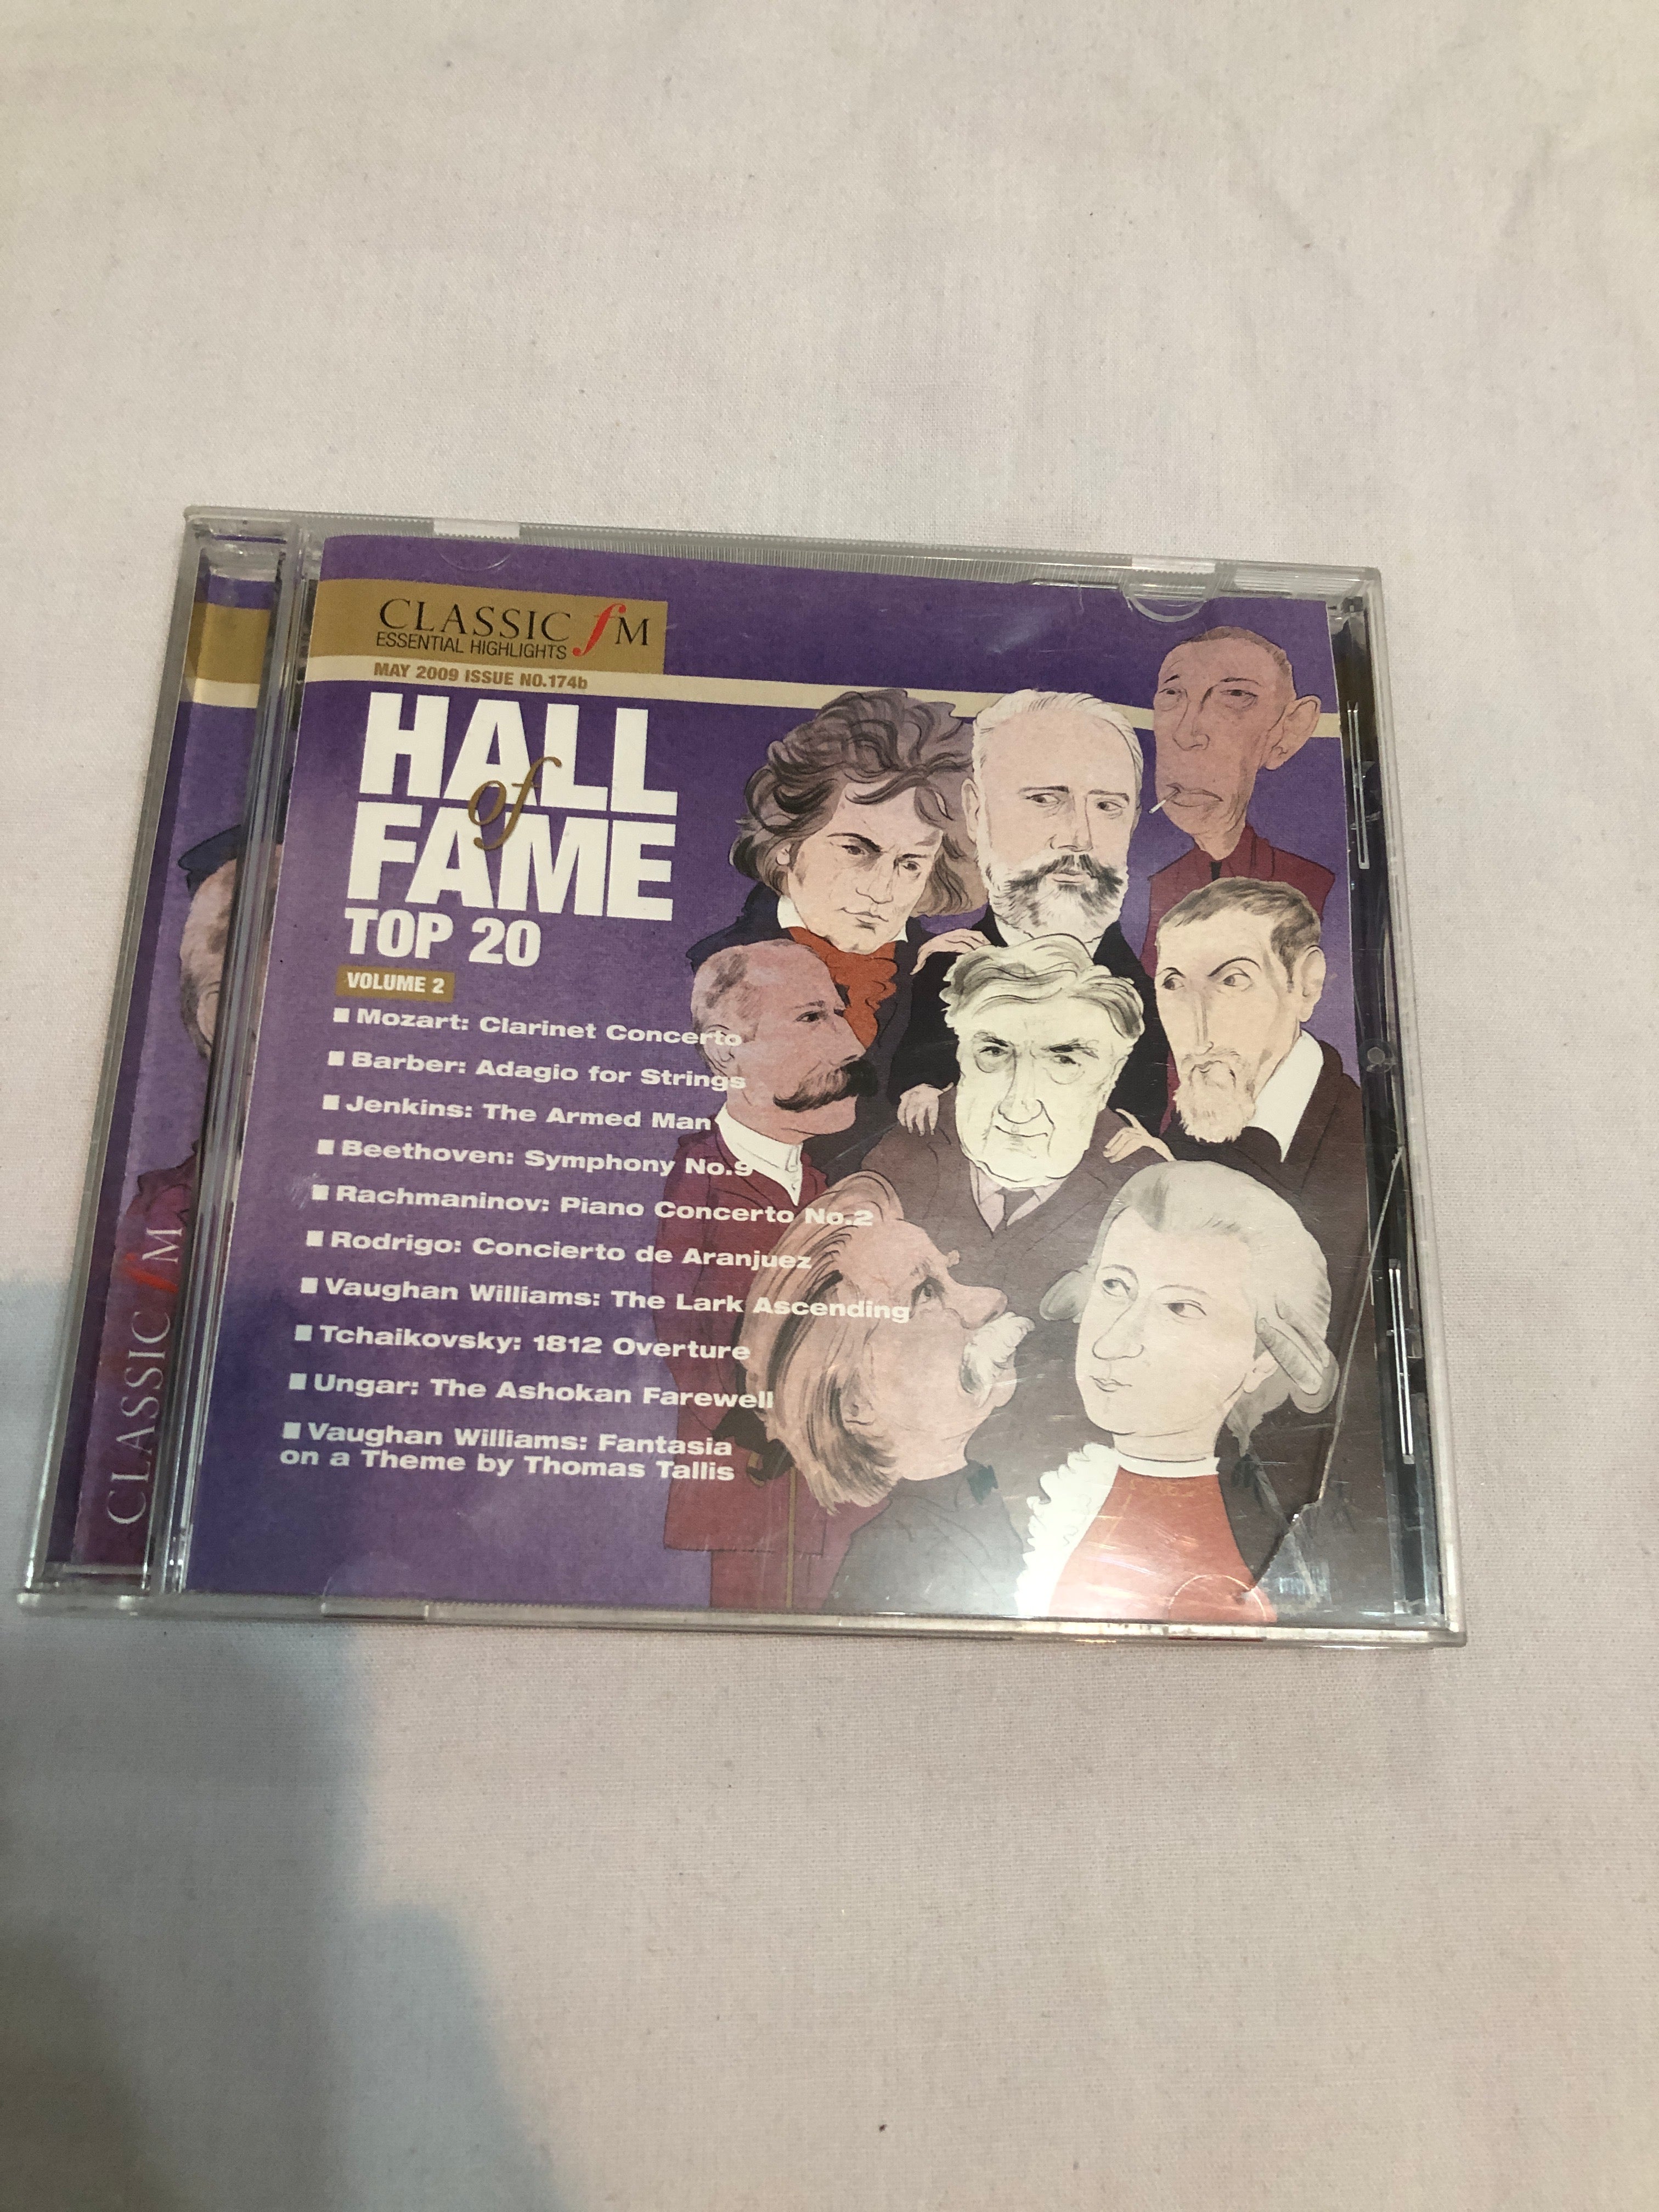 CLASSIC fM
ESSENTIAL HIGHLIGHTS
MAY 2009 ISSUE NO.174b
HALL
of
FAME
TOP 20
VOLUME 2
■ Mozart: Clarinet Concerto
■ Barber: Adagio for Strings
■ Jenkins: The Armed Man
■ Beethoven: Symphony No.9
■ Rachmaninov: Piano Concerto No.2
■ Rodrigo: Concierto de Aranjuez
■ Vaughan Williams: The Lark Ascending
■ Tchaikovsky: 1812 Overture
■ Ungar: The Ashokan Farewell
■ Vaughan Williams: Fantasia
on a Theme by Thomas Tallis
CLASSIC fM